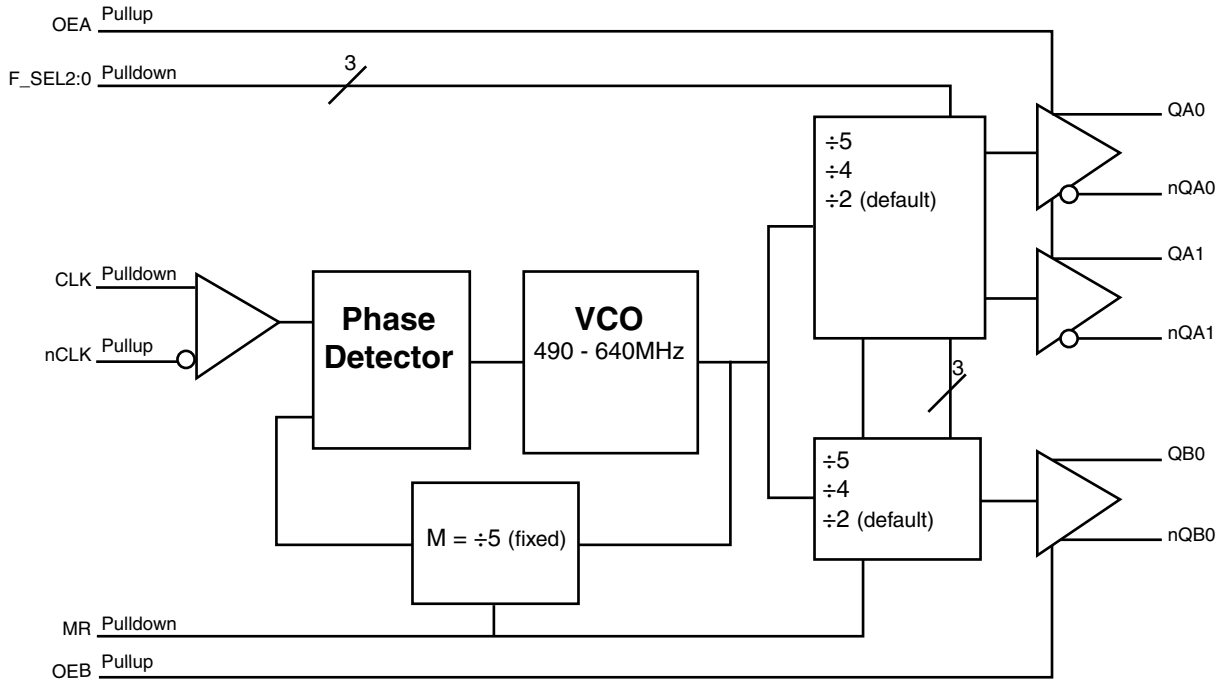 OEA Pullup
F_SEL2:0 Pulldown
3
QA0
÷5
÷4
÷2 (default)
nQA0
QA1
CLK Pulldown
Phase
Detector
VCO
490 - 640MHz
nCLK Pullup
nQA1
3
÷5
÷4
÷2 (default)
QB0
M = ÷5 (fixed)
nQB0
MR Pulldown
OEB Pullup